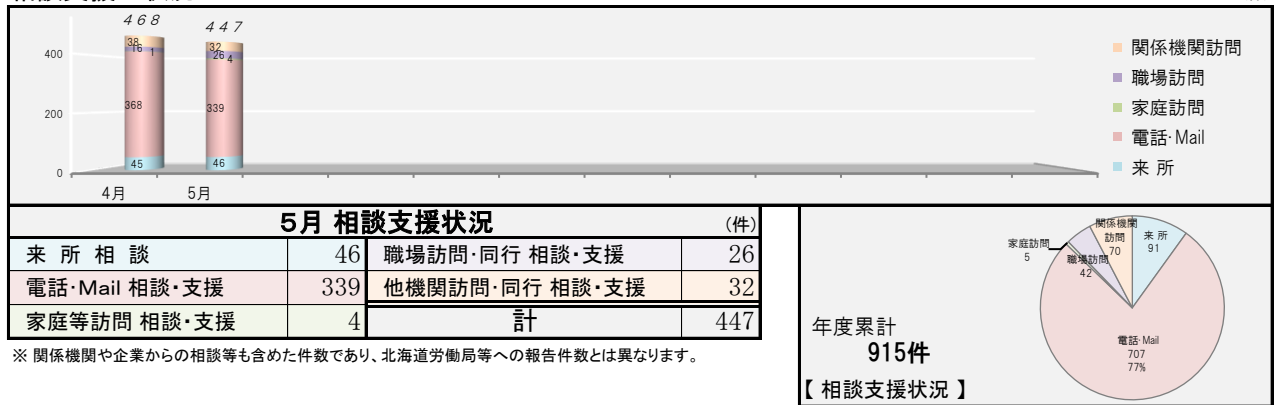 468
447
400
200
0
38
16
1
368
45
32
26
4
339
46
4月
5月
関係機関訪問
職場訪問
家庭訪問
電話･Mail
来 所
5月 相談支援状況 (件)
来 所 相 談 46 職場訪問･同行 相談・支援 26
電話･Mail 相談・支援 339 他機関訪問･同行 相談・支援 32
家庭等訪問 相談・支援 4 計 447
※ 関係機関や企業からの相談等も含めた件数であり、北海道労働局等への報告件数とは異なります。
関係機関
訪問
70
来 所
91
家庭訪問
5
職場訪問
42
電話･Mail
707
77%
年度累計
915件
【 相談支援状況 】